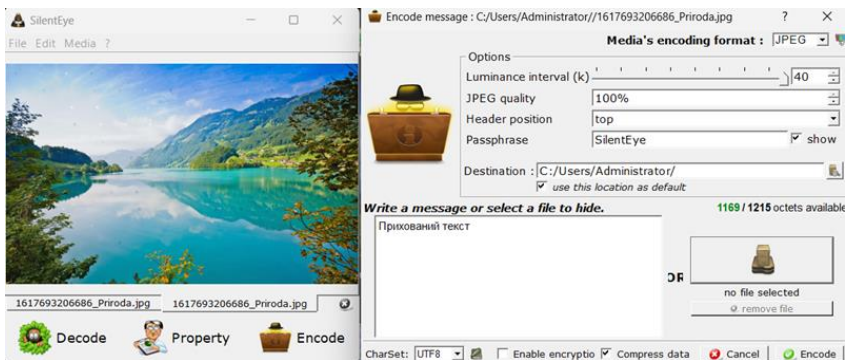 SilentEye
File Edit Media ?
1617693206686_Priroda.jpg 1617693206686_Priroda.jpg
Decode Property Encode
Encode message : C:/Users/Administrator//1617693206686_Priroda.jpg ?
Media's encoding format : JPEG
Options
Luminance interval (k) 40
JPEG quality 100%
Header position top
Passphrase SilentEye show
Destination : C:/Users/Administrator/
use this location as default
Write a message or select a file to hide. 1169 / 1215 octets available
Прихований текст
OR
no file selected
remove file
CharSet: UTF8 Enable encryptio Compress data Cancel Encode